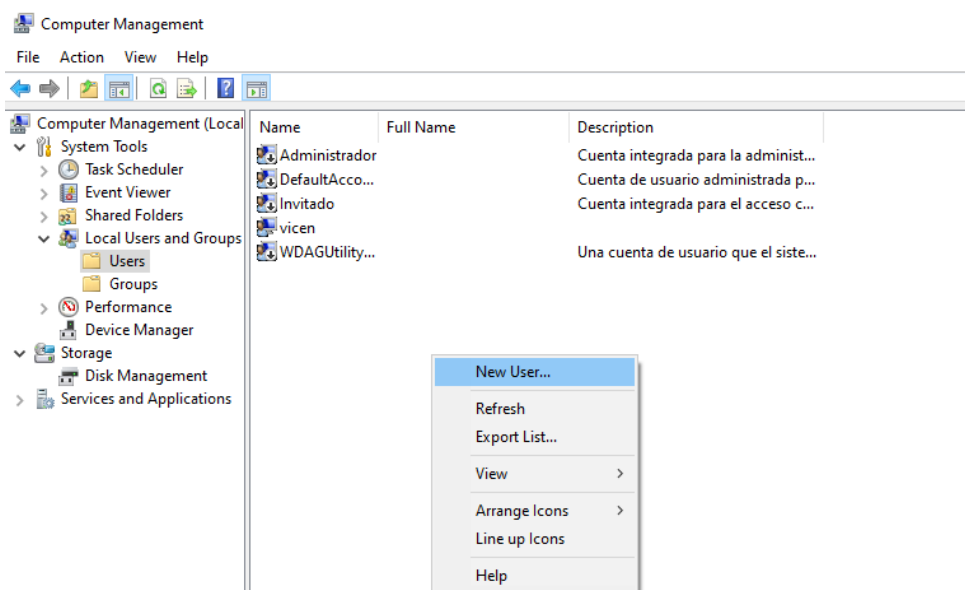 Computer Management
File Action View Help
Computer Management (Local
System Tools
Task Scheduler
Event Viewer
Shared Folders
Local Users and Groups
Users
Groups
Performance
Device Manager
Storage
Disk Management
Services and Applications
Name Full Name Description
Administrador Cuenta integrada para la administ...
DefaultAcco... Cuenta de usuario administrada p...
Invitado Cuenta integrada para el acceso c...
vicen
WDAGUtility... Una cuenta de usuario que el siste...
New User...
Refresh
Export List...
View
Arrange Icons
Line up Icons
Help